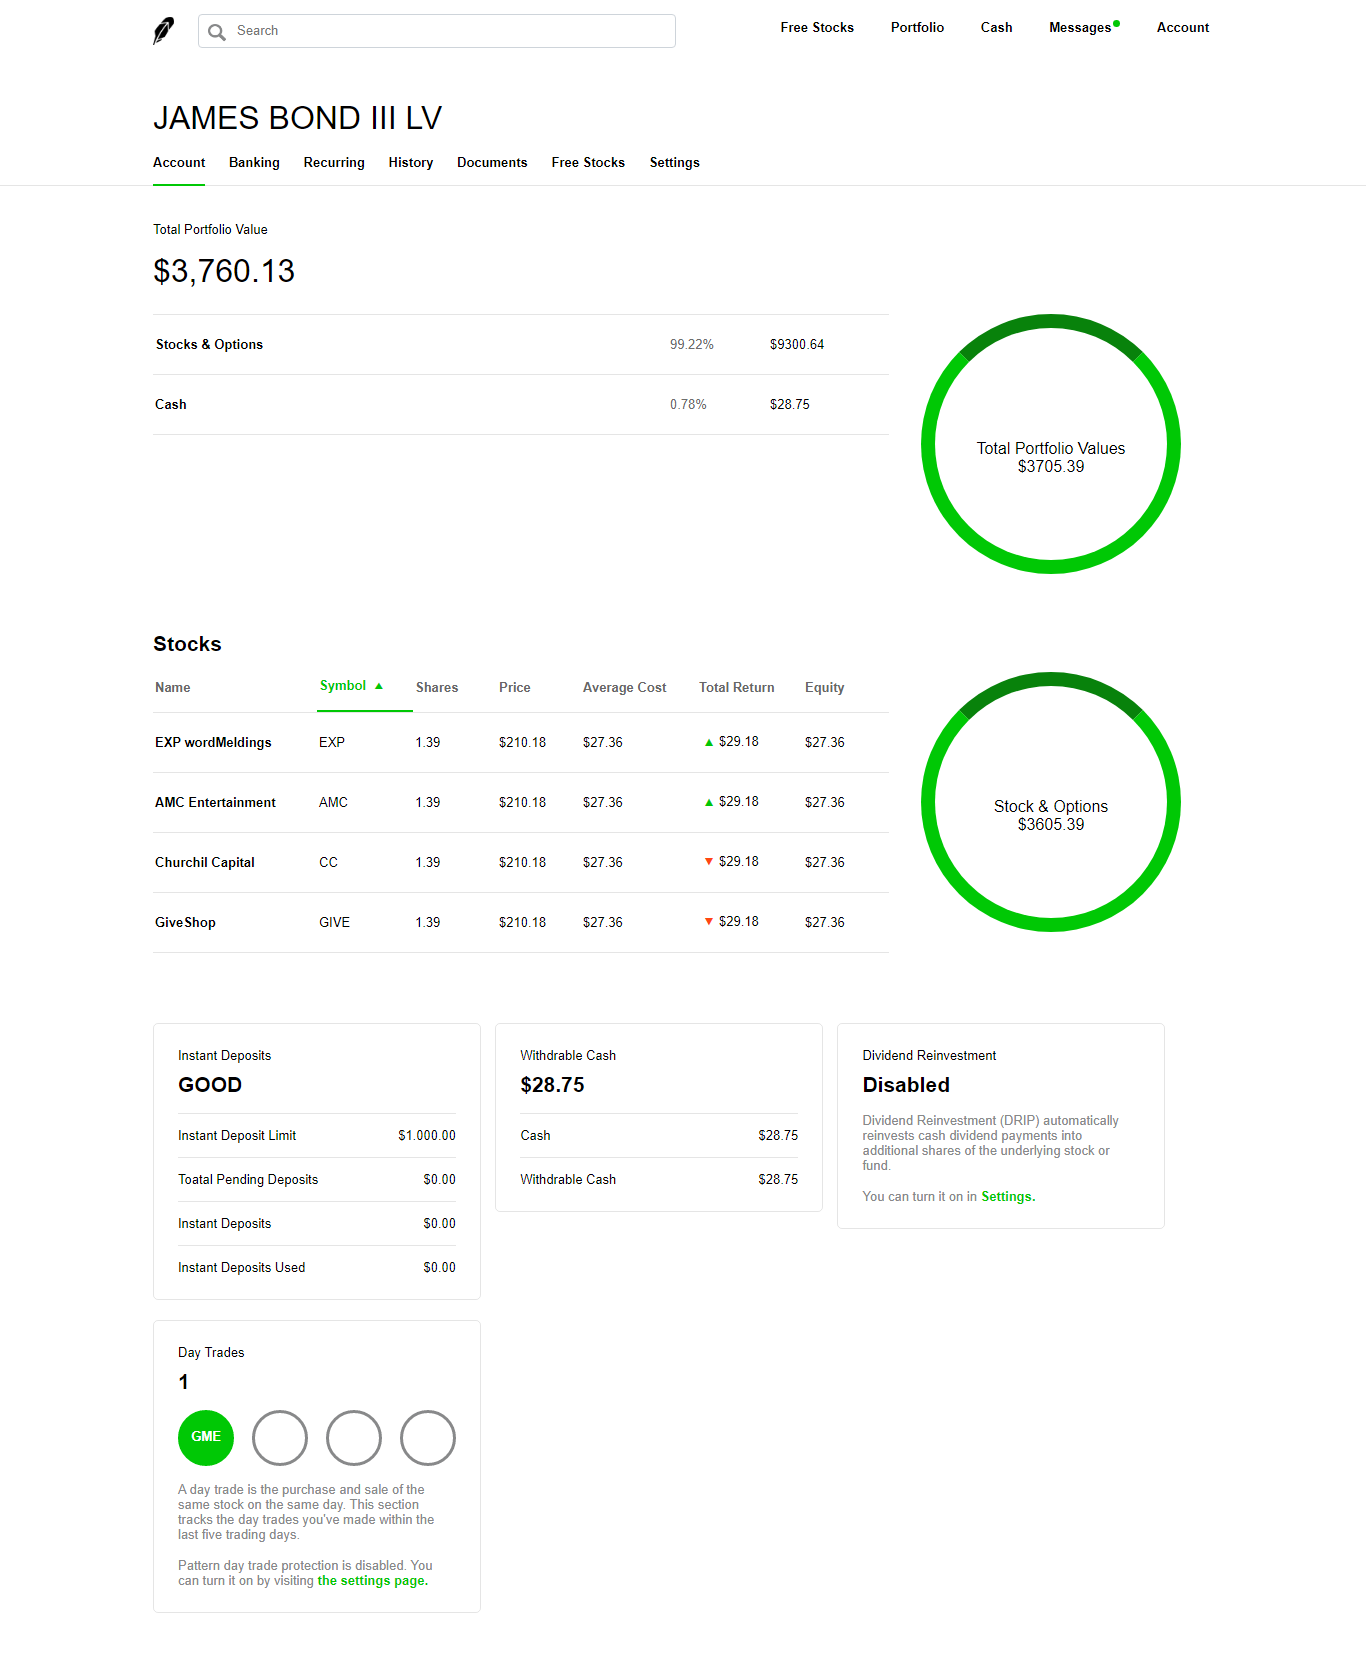 Search
Free Stocks Portfolio Cash Messages Account
JAMES BOND III LV
Account Banking Recurring History Documents Free Stocks Settings
Total Portfolio Value
$3,760.13
Stocks & Options 99.22% $9300.64
Cash 0.78% $28.75
Total Portfolio Values
$3705.39
Stocks
Name Symbol ▲ Shares Price Average Cost Total Return Equity
EXP wordMeldings EXP 1.39 $210.18 $27.36 ▲ $29.18 $27.36
AMC Entertainment AMC 1.39 $210.18 $27.36 ▲ $29.18 $27.36
Churchil Capital CC 1.39 $210.18 $27.36 ▼ $29.18 $27.36
GiveShop GIVE 1.39 $210.18 $27.36 ▼ $29.18 $27.36
Stock & Options
$3605.39
Instant Deposits
GOOD
Instant Deposit Limit $1.000.00
Toatal Pending Deposits $0.00
Instant Deposits $0.00
Instant Deposits Used $0.00
Withdrable Cash
$28.75
Cash $28.75
Withdrable Cash $28.75
Dividend Reinvestment
Disabled
Dividend Reinvestment (DRIP) automatically
reinvests cash dividend payments into
additional shares of the underlying stock or
fund.
You can turn it on in Settings.
Day Trades
1
GME
A day trade is the purchase and sale of the
same stock on the same day. This section
tracks the day trades you've made within the
last five trading days.
Pattern day trade protection is disabled. You
can turn it on by visiting the settings page.